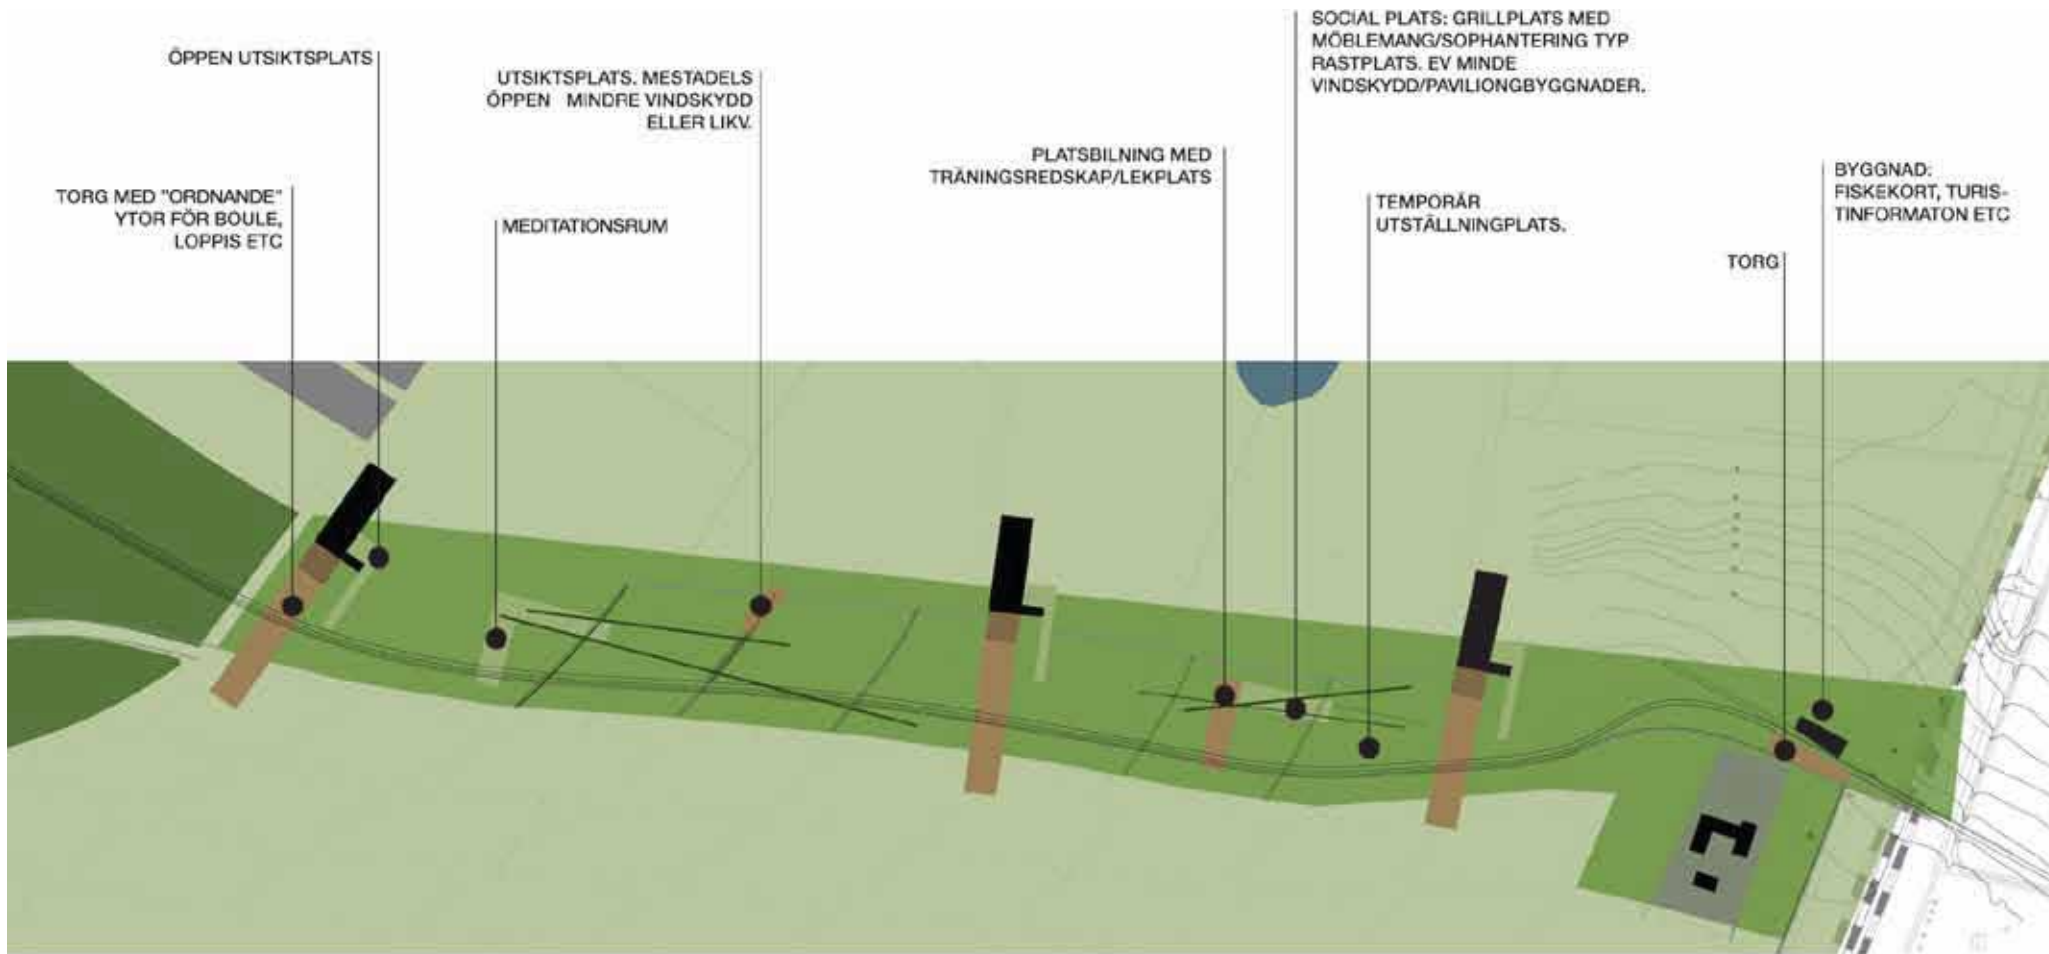 ÖPPEN UTSIKTSPLATS
UTSIKTSPLATS. MESTADELS
ÖPPEN MINDRE VINDSKYDD
ELLER LIKV.
SOCIAL PLATS: GRILLPLATS MED
MÖBLEMANG/SOPHANTERING TYP
RASTPLATS. EV MINDE
VINDSKYDD/PAVILIONGBYGGNADER.
TORG MED "ORDNANDE"
YTOR FÖR BOULE,
LOPPIS ETC
MEDITATIONSRUM
PLATSBILNING MED
TRÄNINGSREDSKAP/LEKPLATS
TEMPORÄR
UTSTÄLLNINGPLATS.
BYGGNAD:
FISKEKORT, TURIS-
TINFORMATON ETC
TORG